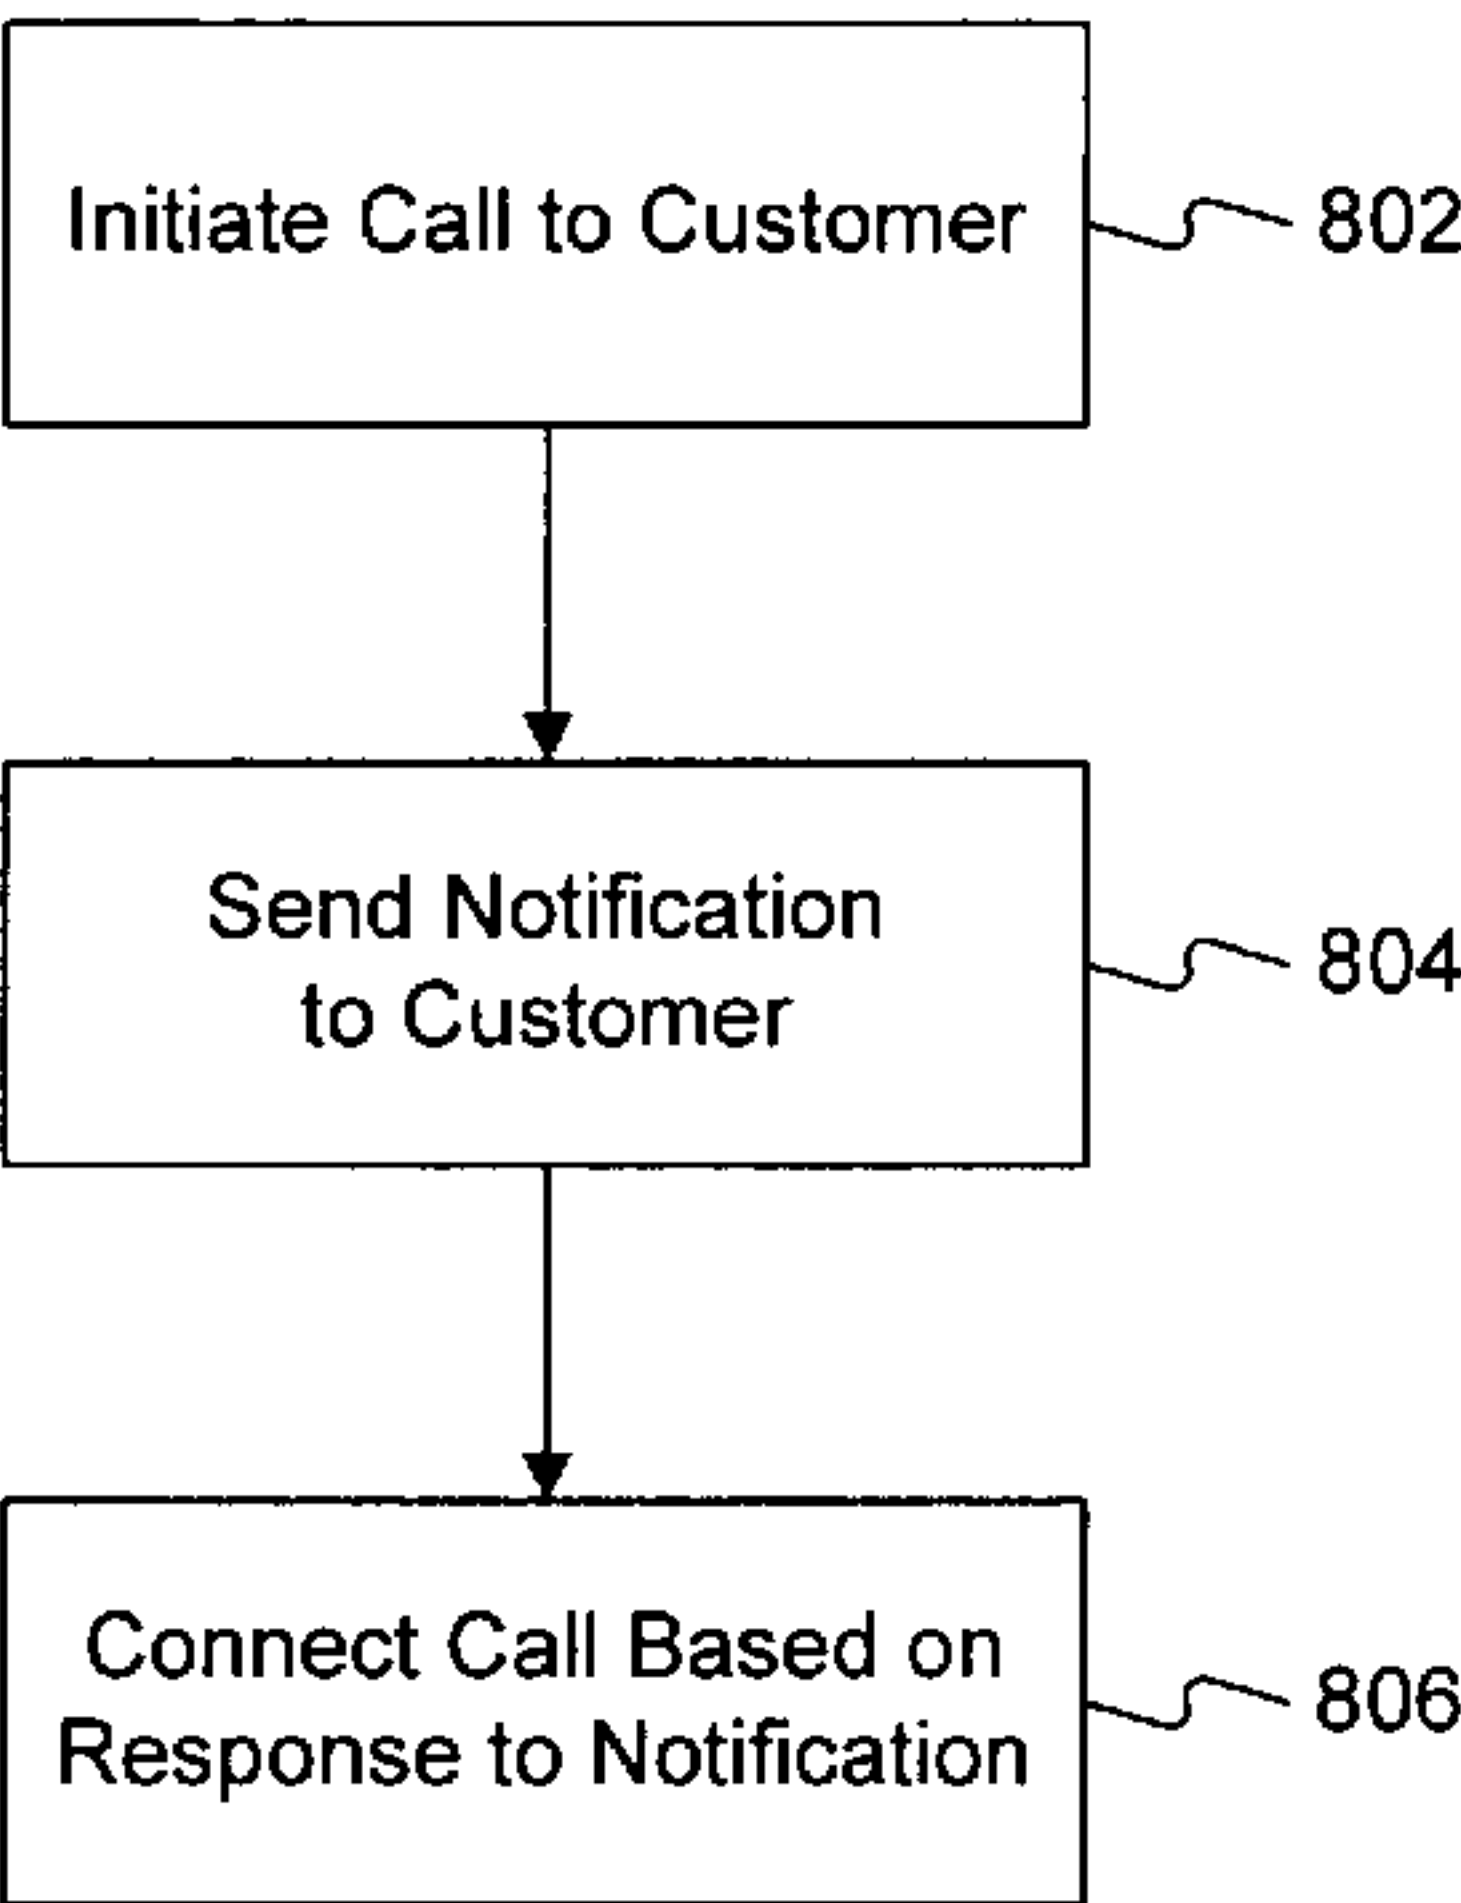 Initiate Call to Customer
802
Send Notification
to Customer
804
Connect Call Based on
Response to Notification
806